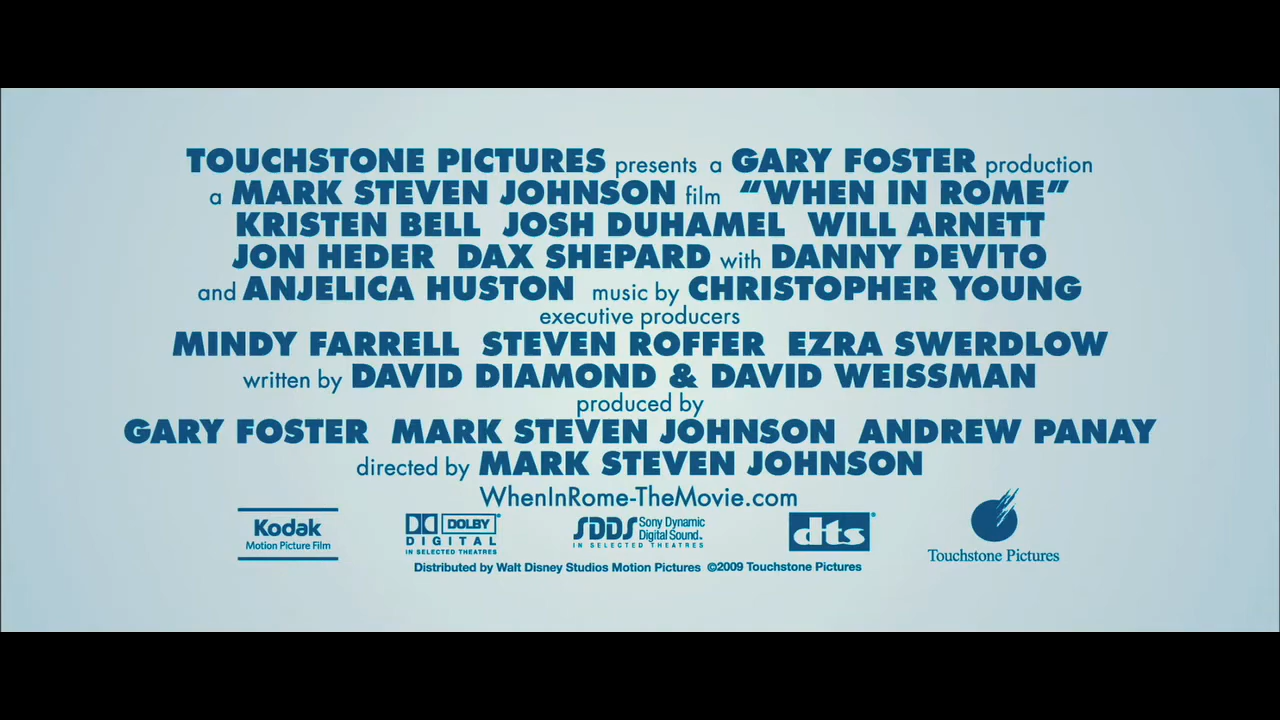 TOUCHSTONE PICTURES presents a GARY FOSTER production
a MARK STEVEN JOHNSON film "WHEN IN ROME"
KRISTEN BELL JOSH DUHAMEL WILL ARNETT
JON HEDER DAX SHEPARD with DANNY DEVITO
and ANJELICA HUSTON music by CHRISTOPHER YOUNG
executive producers
MINDY FARRELL STEVEN ROFFER EZRA SWERDLOW
written by DAVID DIAMOND & DAVID WEISSMAN
produced by
GARY FOSTER MARK STEVEN JOHNSON ANDREW PANAY
directed by MARK STEVEN JOHNSON
WhenInRome-TheMovie.com
Kodak
Motion Picture Film
DOLBY
DIGITAL
IN SELECTED THEATRES
SDDS Sony Dynamic
Digital Sound™
IN SELECTED THEATRES
dts
Touchstone Pictures
Distributed by Walt Disney Studios Motion Pictures ©2009 Touchstone Pictures